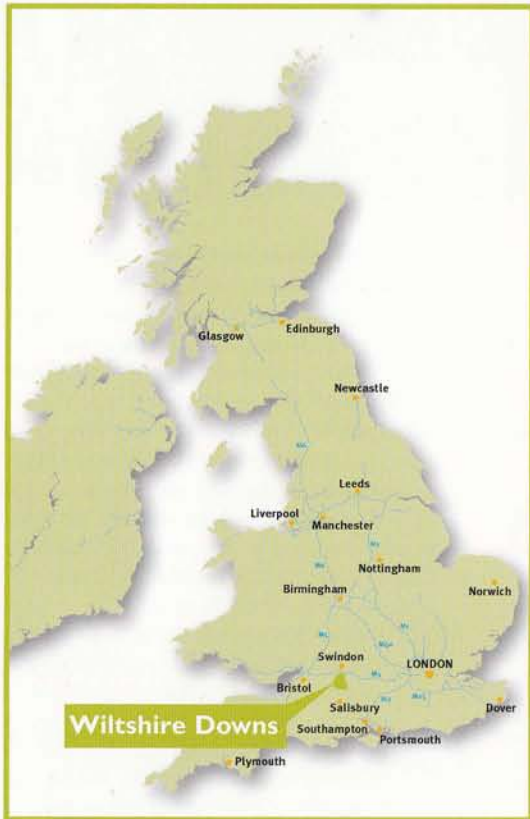 Glasgow
Edinburgh
Newcastle
Leeds
Liverpool
Manchester
Nottingham
Norwich
Birmingham
Swindon
LONDON
Bristol
Dover
Salisbury
Wiltshire Downs
Southampton
Portsmouth
Plymouth